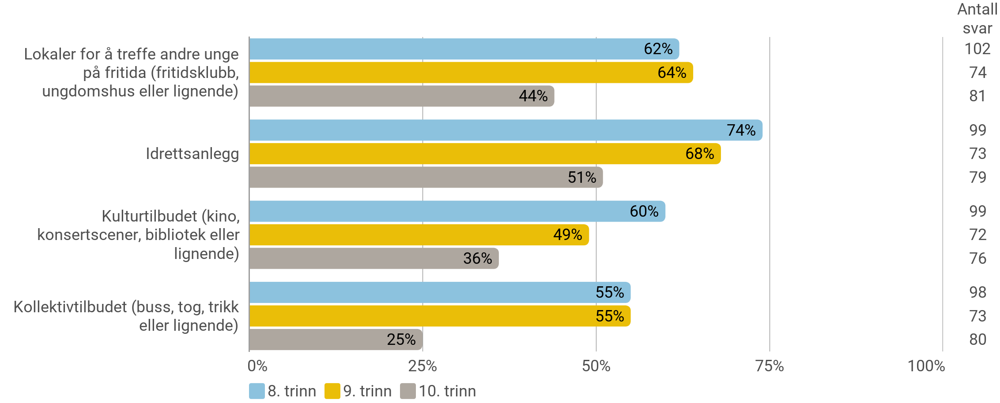 Antall
svar
Lokaler for å treffe andre unge
på fritida (fritidsklubb,
ungdomshus eller lignende)
62%
102
64%
74
44%
81
Idrettsanlegg
74%
99
68%
73
51%
79
Kulturtilbudet (kino,
konsertscener, bibliotek eller
lignende)
60%
99
49%
72
36%
76
Kollektivtilbudet (buss, tog, trikk
eller lignende)
55%
98
55%
73
25%
80
0% 25% 50% 75% 100%
8. trinn 9. trinn 10. trinn